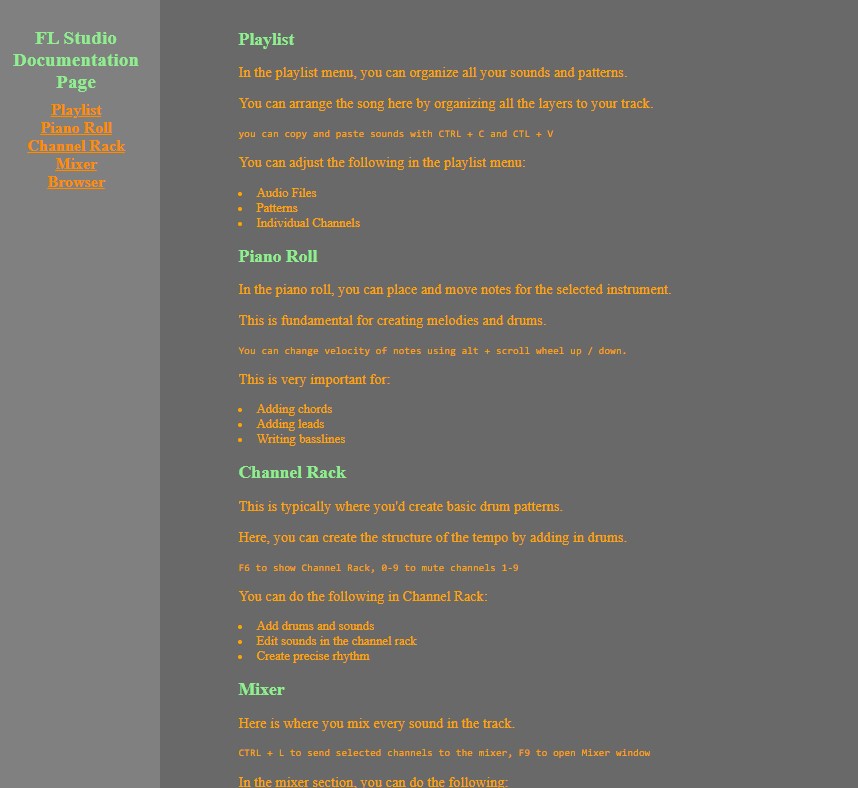 FL Studio
Documentation
Page
Playlist
Piano Roll
Channel Rack
Mixer
Browser
Playlist
In the playlist menu, you can organize all your sounds and patterns.
You can arrange the song here by organizing all the layers to your track.
you can copy and paste sounds with CTRL + C and CTL + V
You can adjust the following in the playlist menu:
Audio Files
Patterns
Individual Channels
Piano Roll
In the piano roll, you can place and move notes for the selected instrument.
This is fundamental for creating melodies and drums.
You can change velocity of notes using alt + scroll wheel up / down.
This is very important for:
Adding chords
Adding leads
Writing basslines
Channel Rack
This is typically where you'd create basic drum patterns.
Here, you can create the structure of the tempo by adding in drums.
F6 to show Channel Rack, 0-9 to mute channels 1-9
You can do the following in Channel Rack:
Add drums and sounds
Edit sounds in the channel rack
Create precise rhythm
Mixer
Here is where you mix every sound in the track.
CTRL + L to send selected channels to the mixer, F9 to open Mixer window
In the mixer section, you can do the following: